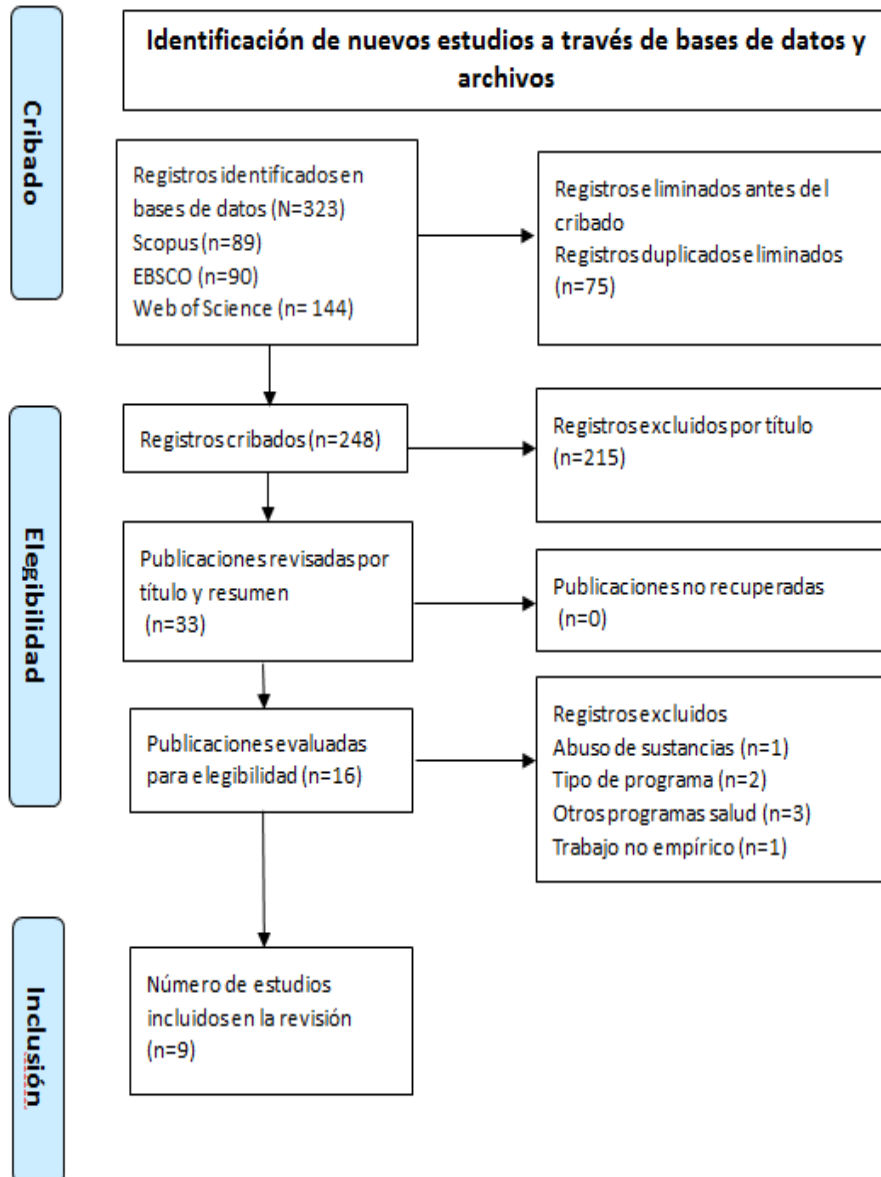 Identificación de nuevos estudios a través de bases de datos y
archivos
Cribado
Registros identificados en
bases de datos (N=323)
Scopus (n=89)
EBSCO (n=90)
Web of Science (n= 144)
Registros eliminados antes del
cribado
Registros duplicados eliminados
(n=75)
Elegibilidad
Registros cribados (n=248)
Registros excluidos por título
(n=215)
Publicaciones revisadas por
título y resumen
(n=33)
Publicaciones no recuperadas
(n=0)
Publicaciones evaluadas
para elegibilidad (n=16)
Registros excluidos
Abuso de sustancias (n=1)
Tipo de programa (n=2)
Otros programas salud (n=3)
Trabajo no empírico (n=1)
Inclusión
Número de estudios
incluidos en la revisión
(n=9)